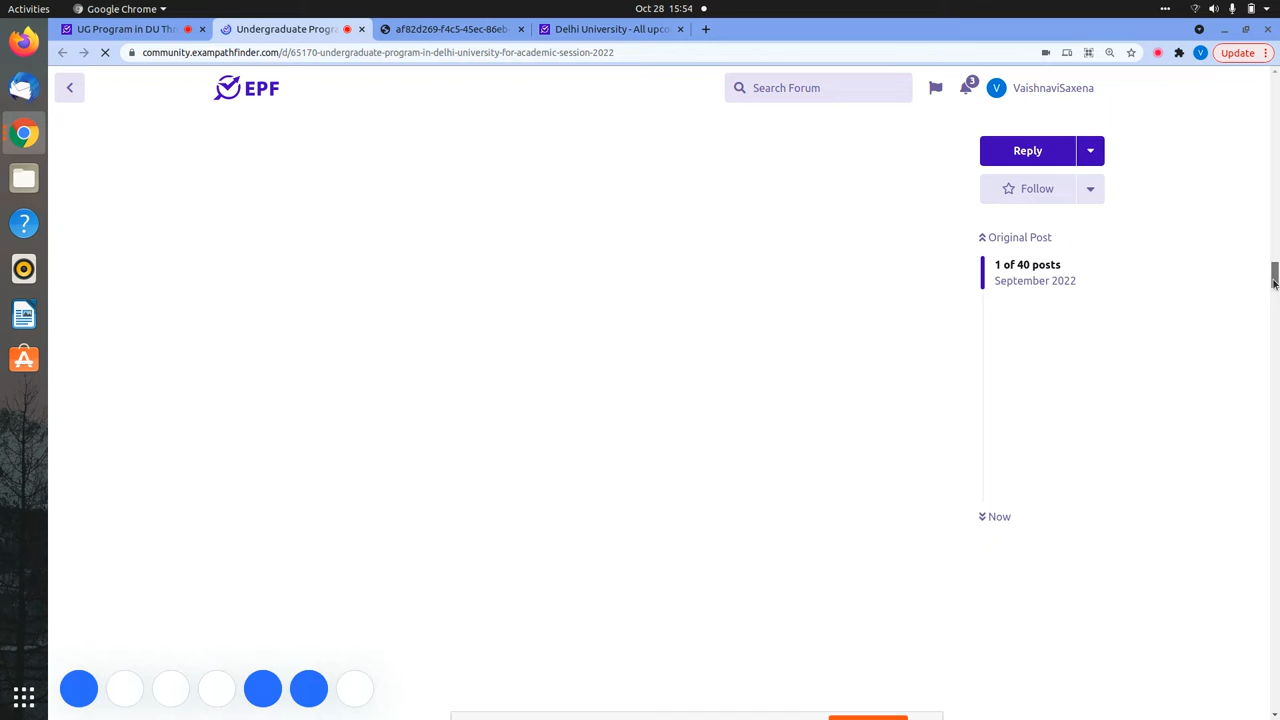 Activities
Google Chrome
Oct 28 15:54
UG Program in DU Th
Undergraduate Progr
af82d269-f4c5-45ec-86eb-
Delhi University - All upco
community.exampathfinder.com/d/65170-undergraduate-program-in-delhi-university-for-academic-session-2022
V
Update
EPF
Search Forum
3
V
VaishnaviSaxena
Reply
Follow
Original Post
1 of 40 posts
September 2022
Now